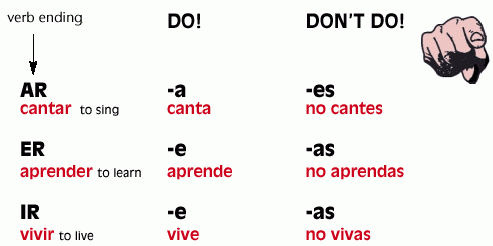 verb ending DO! DON'T DO!
AR -a -es
cantar to sing canta no cantes
ER -e -as
aprender to learn aprende no aprendas
IR -e -as
vivir to live vive no vivas